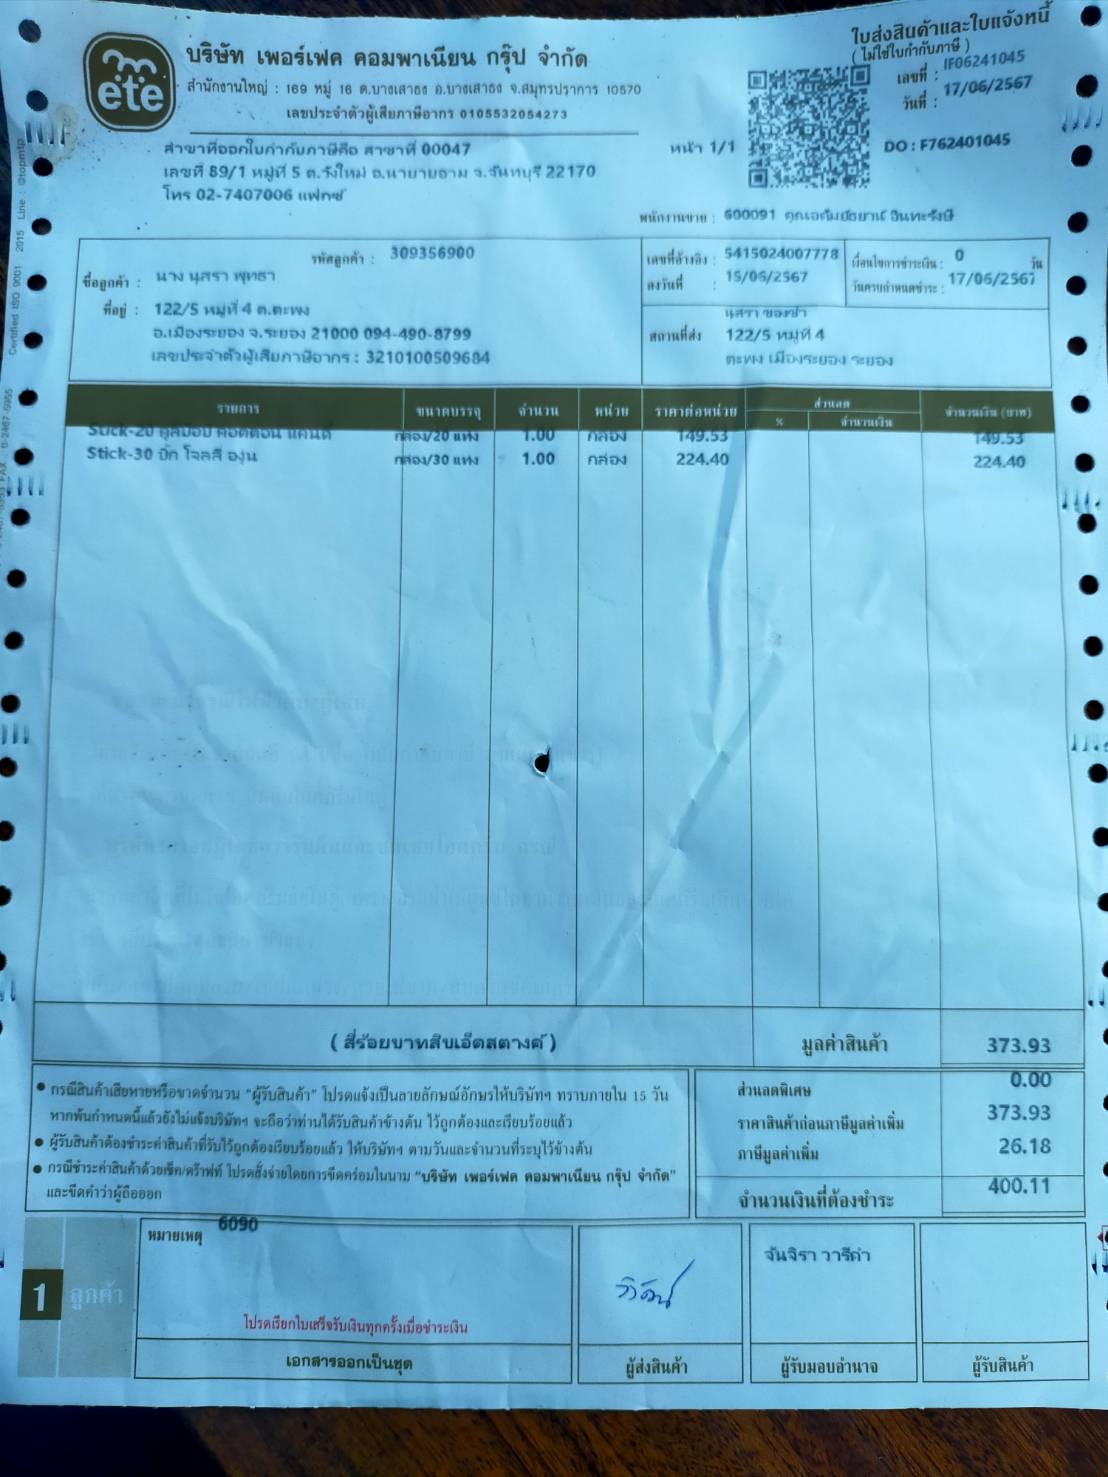 ete
บริษัท เพอร์เฟค คอมพาเนียน กรุ๊ป จำกัด
สำนักงานใหญ่ : 169 หมู่ 16 ต.บางเสาธง อ.บางเสาธง จ.สมุทรปราการ 10570
เลขประจำตัวผู้เสียภาษีอากร 0105532054273
ใบส่งสินค้าและใบแจ้งหนี้
( ไม่ใช่ใบกำกับภาษี )
เลขที่ : IF06241045
วันที่ : 17/06/2567
สาขาที่ออกใบกำกับภาษีคือ สาขาที่ 00047
หน้า 1/1
DO : F762401045
เลขที่ 89/1 หมู่ที่ 5 ต.วังใหม่ อ.นายายอาม จ.จันทบุรี 22170
โทร 02-7407006 แฟกซ์
พนักงานขาย : 600091
รหัสลูกค้า : 309356900
ชื่อลูกค้า : นาง นุสรา พุทธา
ที่อยู่ : 122/5 หมู่ที่ 4 ต.ตะพง
อ.เมืองระยอง จ.ระยอง 21000 094-490-8799
เลขประจำตัวผู้เสียภาษีอากร : 3210100509684
เลขที่อ้างอิง : 5415024007778
ลงวันที่ : 15/06/2567
เงื่อนไขการชำระเงิน : 0 วัน
วันครบกำหนดชำระ : 17/06/2567
นุสรา ของชำ
สถานที่ส่ง 122/5 หมู่ที่ 4
ตะพง เมืองระยอง ระยอง
รายการ ขนาดบรรจุ จำนวน หน่วย ราคาต่อหน่วย ส่วนลด % จำนวนเงิน จำนวนเงิน (บาท)
Stick-20 คูลมอป คอตตอน แคนดี้ กล่อง/20 แท่ง 1.00 กล่อง 149.53 149.53
Stick-30 บิ๊ก โจลลี่ องุ่น กล่อง/30 แท่ง 1.00 กล่อง 224.40 224.40
( สี่ร้อยบาทสิบเอ็ดสตางค์ )
มูลค่าสินค้า 373.93
ส่วนลดพิเศษ 0.00
ราคาสินค้าก่อนภาษีมูลค่าเพิ่ม 373.93
ภาษีมูลค่าเพิ่ม 26.18
จำนวนเงินที่ต้องชำระ 400.11
● กรณีสินค้าเสียหายหรือขาดจำนวน "ผู้รับสินค้า" โปรดแจ้งเป็นลายลักษณ์อักษรให้บริษัทฯ ทราบภายใน 15 วัน
หากพ้นกำหนดนี้แล้วยังไม่แจ้งบริษัทฯ จะถือว่าท่านได้รับสินค้าข้างต้น ไว้ถูกต้องและเรียบร้อยแล้ว
● ผู้รับสินค้าต้องชำระค่าสินค้าที่รับไว้ถูกต้องเรียบร้อยแล้ว ให้บริษัทฯ ตามวันและจำนวนที่ระบุไว้ข้างต้น
● กรณีชำระค่าสินค้าด้วยเช็ค/ดร๊าฟท์ โปรดสั่งจ่ายโดยการขีดคร่อมในนาม "บริษัท เพอร์เฟค คอมพาเนียน กรุ๊ป จำกัด"
และขีดคำว่าผู้ถือออก
1 ลูกค้า
หมายเหตุ 6090
โปรดเรียกใบเสร็จรับเงินทุกครั้งเมื่อชำระเงิน
เอกสารออกเป็นชุด
ผู้ส่งสินค้า
จันจิรา วารีดำ
ผู้รับมอบอำนาจ
ผู้รับสินค้า
Certified ISO 9001 : 2015 Line : @topmtp